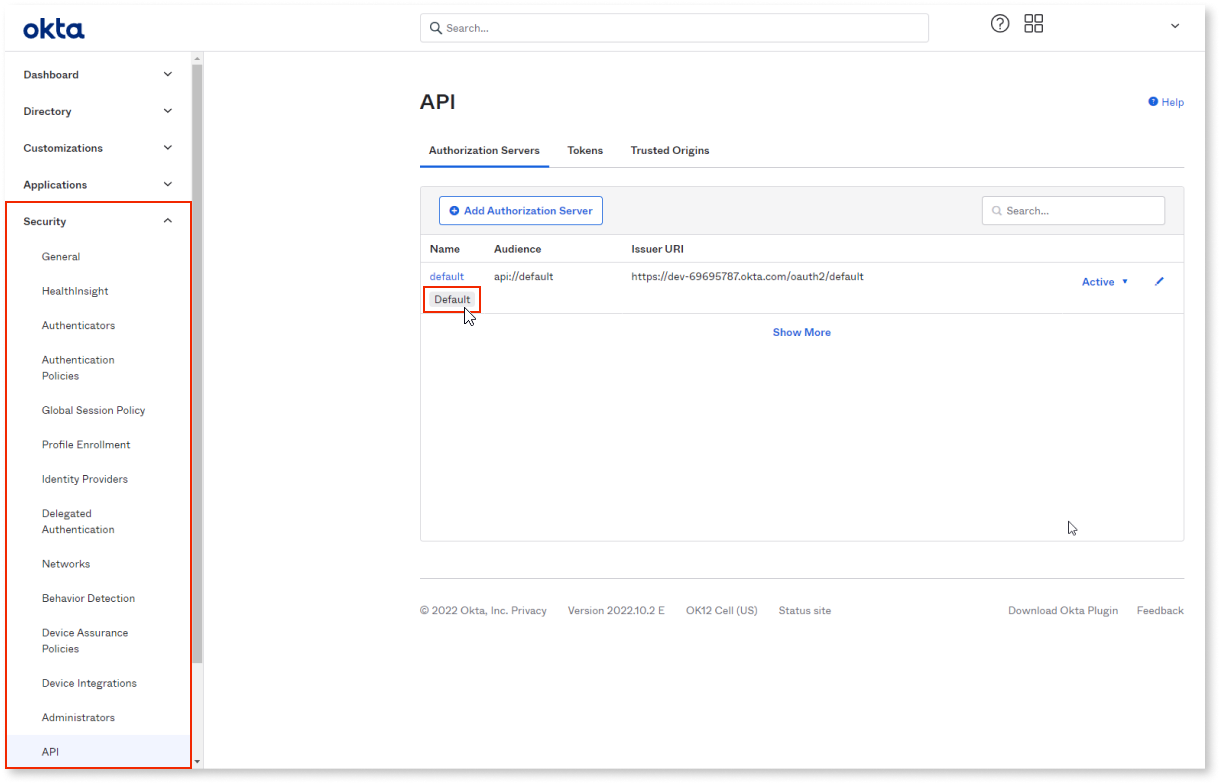 okta
Search...
Dashboard
Directory
Customizations
Applications
Security
General
HealthInsight
Authenticators
Authentication
Policies
Global Session Policy
Profile Enrollment
Identity Providers
Delegated
Authentication
Networks
Behavior Detection
Device Assurance
Policies
Device Integrations
Administrators
API
API
Help
Authorization Servers Tokens Trusted Origins
Add Authorization Server
Search...
Name Audience Issuer URI
default api://default https://dev-69695787.okta.com/oauth2/default
Active
Default
Show More
© 2022 Okta, Inc. Privacy Version 2022.10.2 E OK12 Cell (US) Status site Download Okta Plugin Feedback